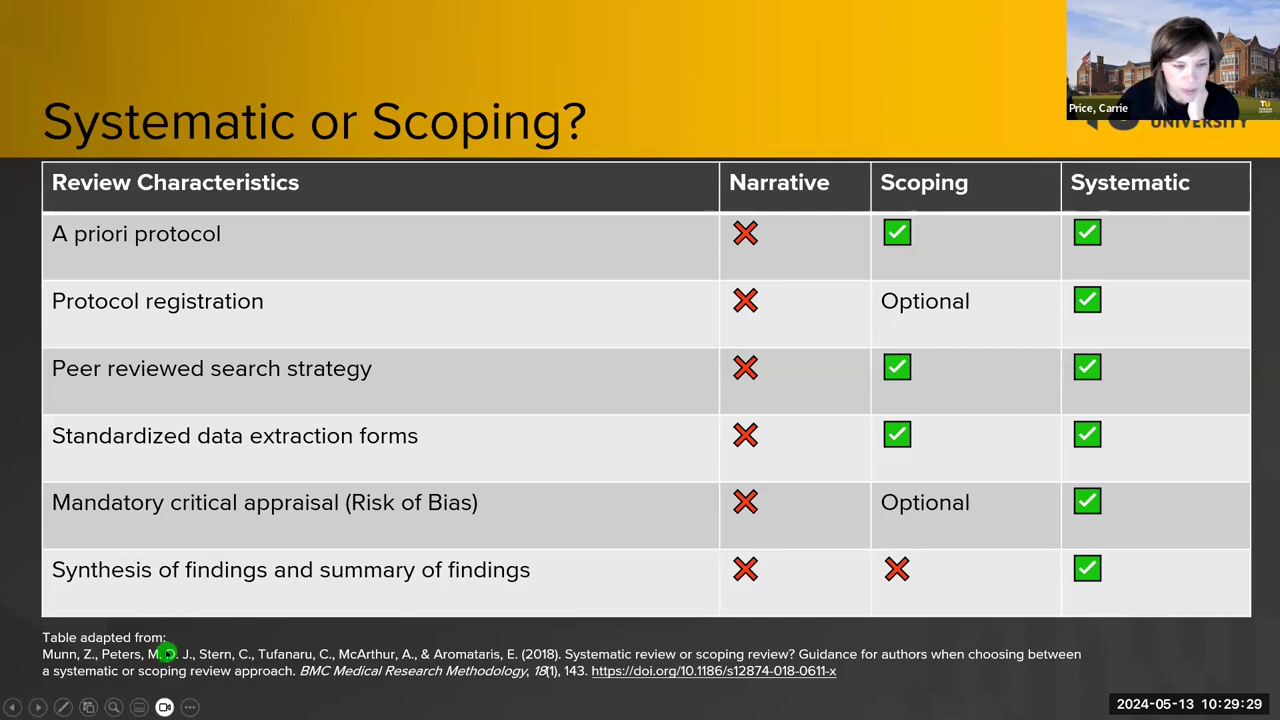 Price, Carrie
TU
UNIVERSITY
Systematic or Scoping?
Review Characteristics Narrative Scoping Systematic
A priori protocol
Protocol registration Optional
Peer reviewed search strategy
Standardized data extraction forms
Mandatory critical appraisal (Risk of Bias) Optional
Synthesis of findings and summary of findings
Table adapted from:
Munn, Z., Peters, M. D. J., Stern, C., Tufanaru, C., McArthur, A., & Aromataris, E. (2018). Systematic review or scoping review? Guidance for authors when choosing between
a systematic or scoping review approach. BMC Medical Research Methodology, 18(1), 143. https://doi.org/10.1186/s12874-018-0611-x
2024-05-13 10:29:29